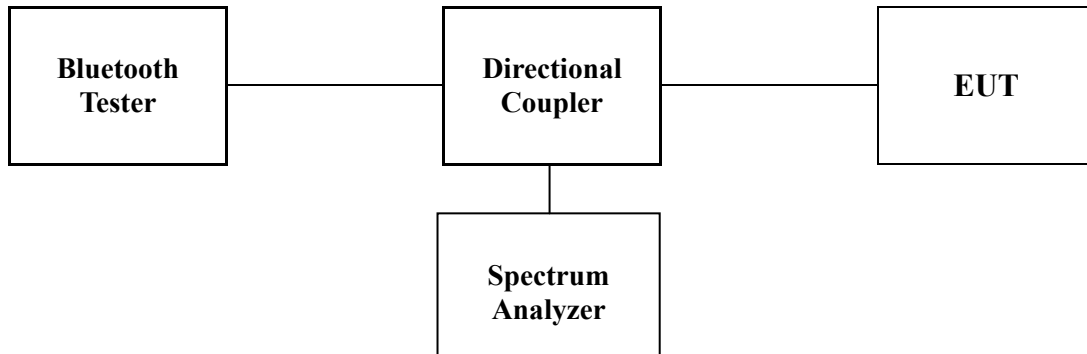 Bluetooth
Tester
Directional
Coupler
EUT
Spectrum
Analyzer